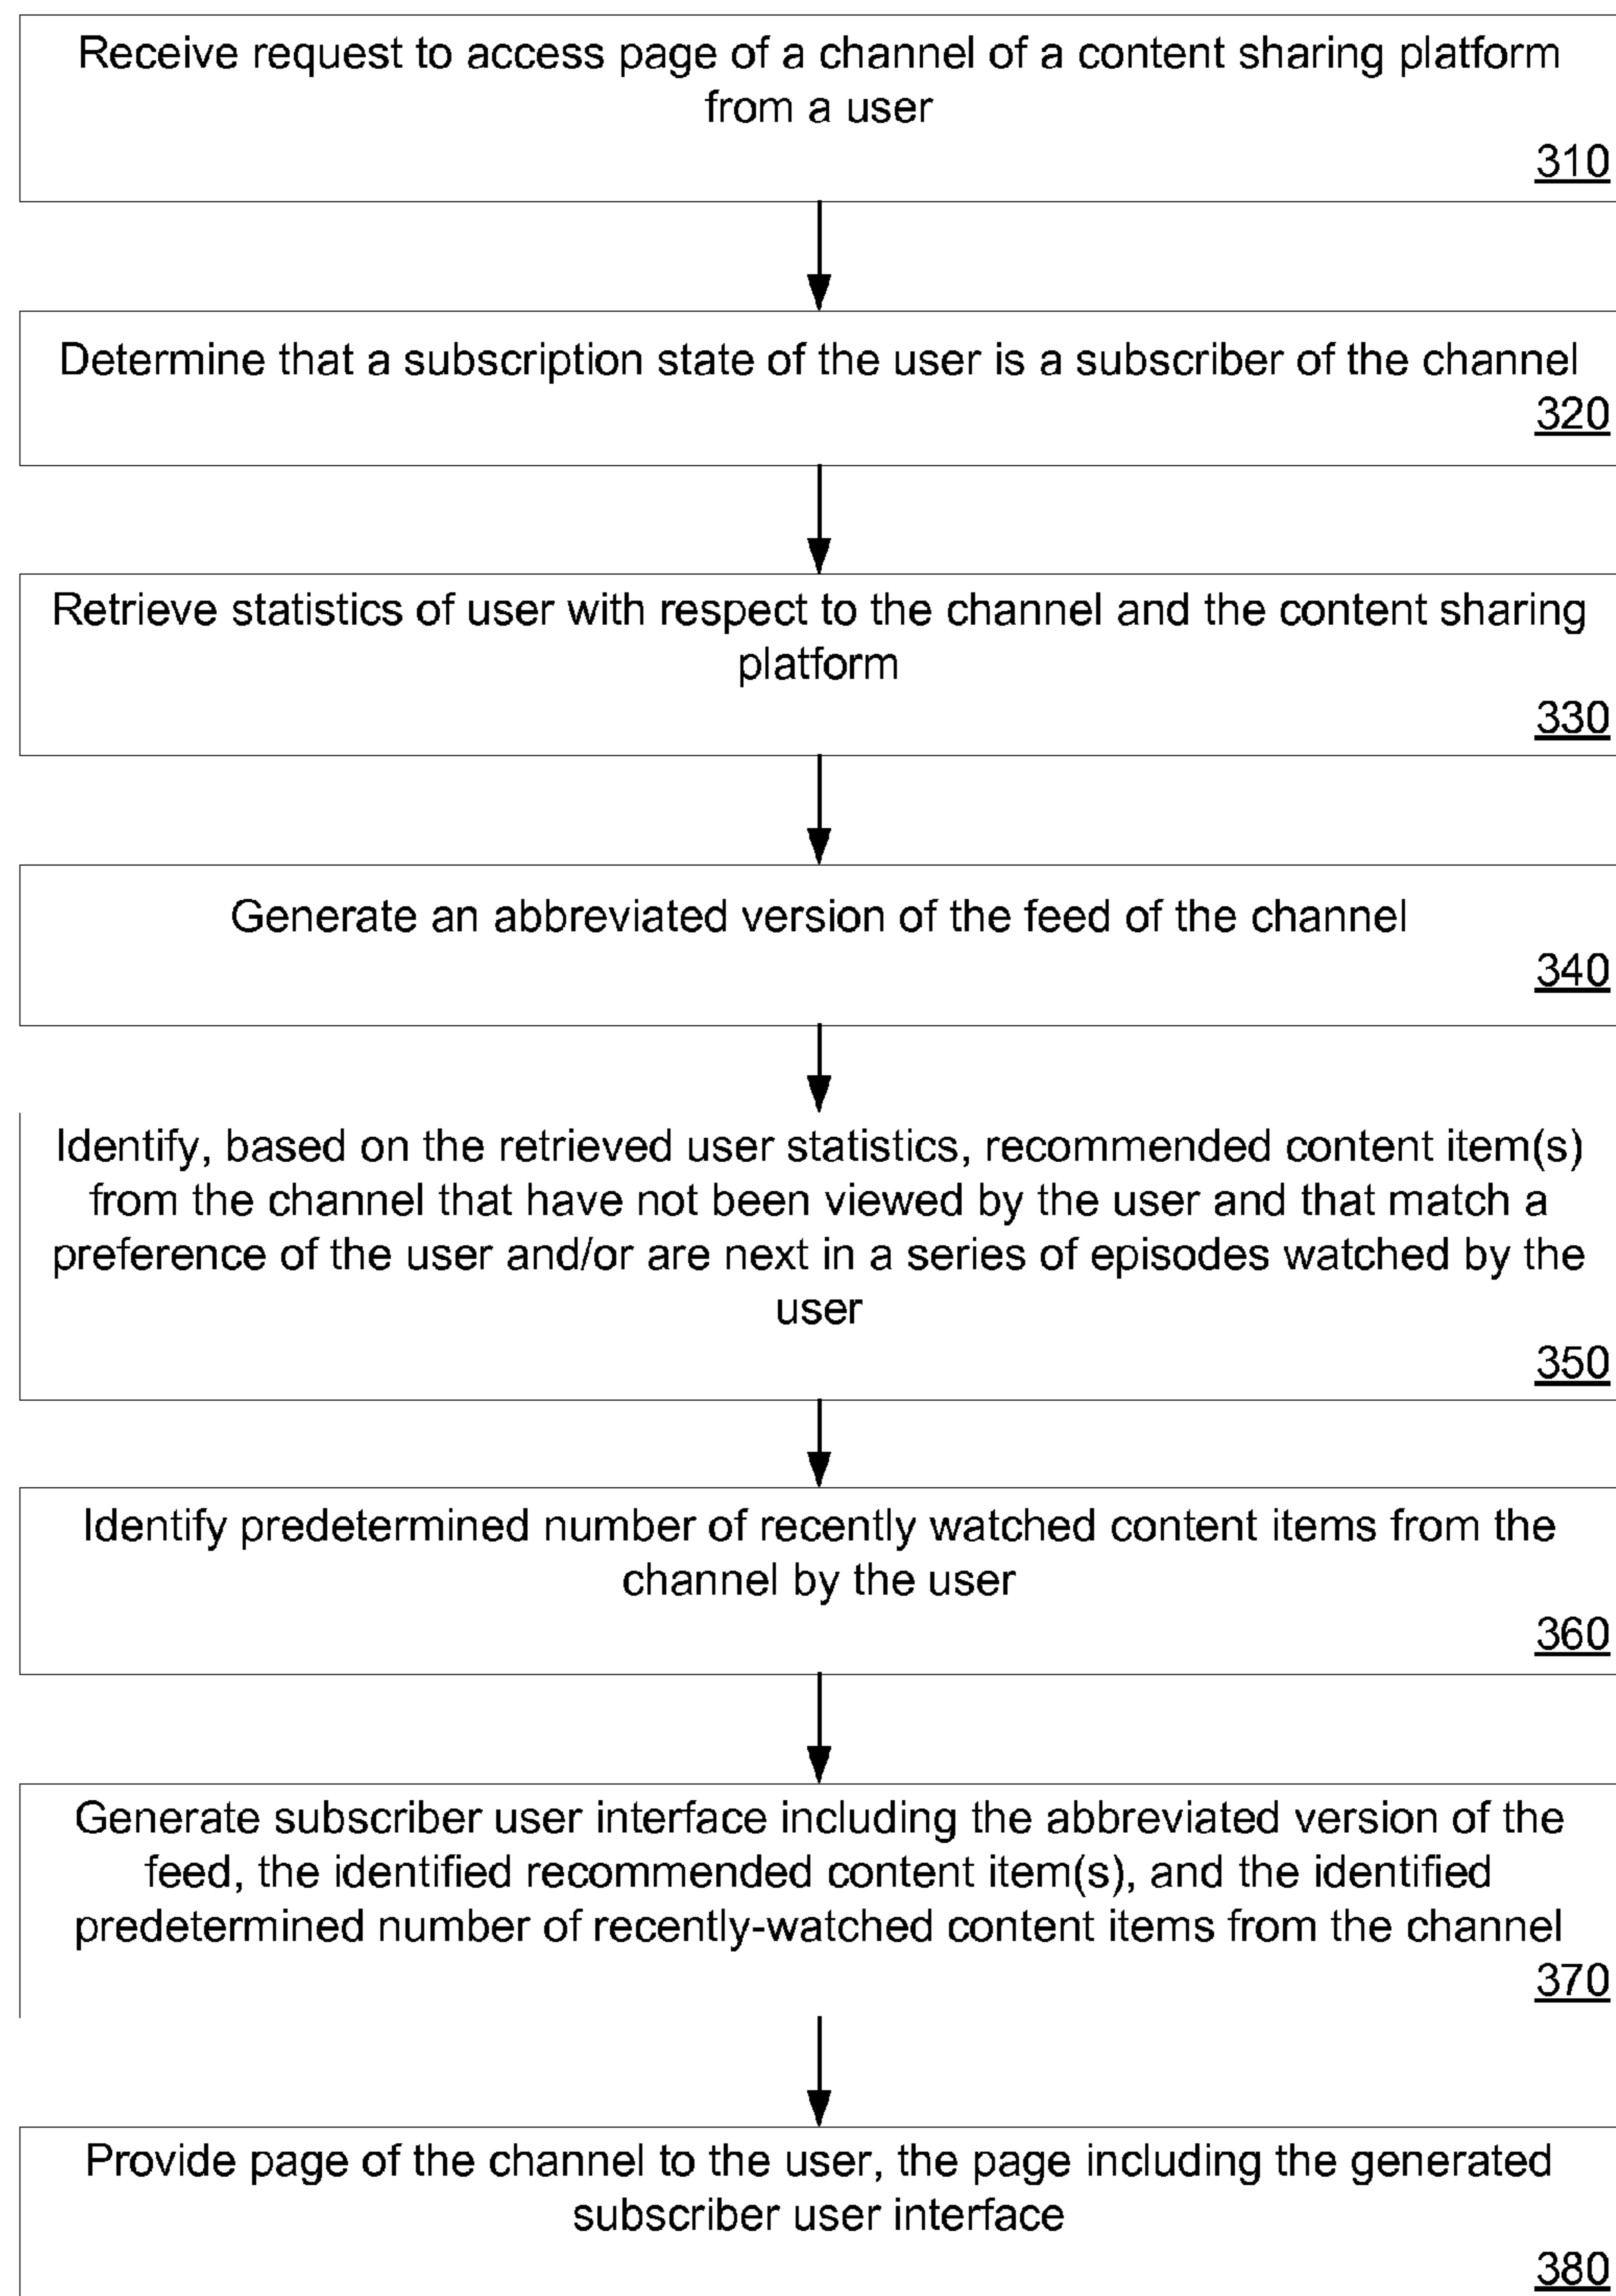 Receive request to access page of a channel of a content sharing platform
from a user
310
Determine that a subscription state of the user is a subscriber of the channel
320
Retrieve statistics of user with respect to the channel and the content sharing
platform
330
Generate an abbreviated version of the feed of the channel
340
Identify, based on the retrieved user statistics, recommended content item(s)
from the channel that have not been viewed by the user and that match a
preference of the user and/or are next in a series of episodes watched by the
user
350
Identify predetermined number of recently watched content items from the
channel by the user
360
Generate subscriber user interface including the abbreviated version of the
feed, the identified recommended content item(s), and the identified
predetermined number of recently-watched content items from the channel
370
Provide page of the channel to the user, the page including the generated
subscriber user interface
380